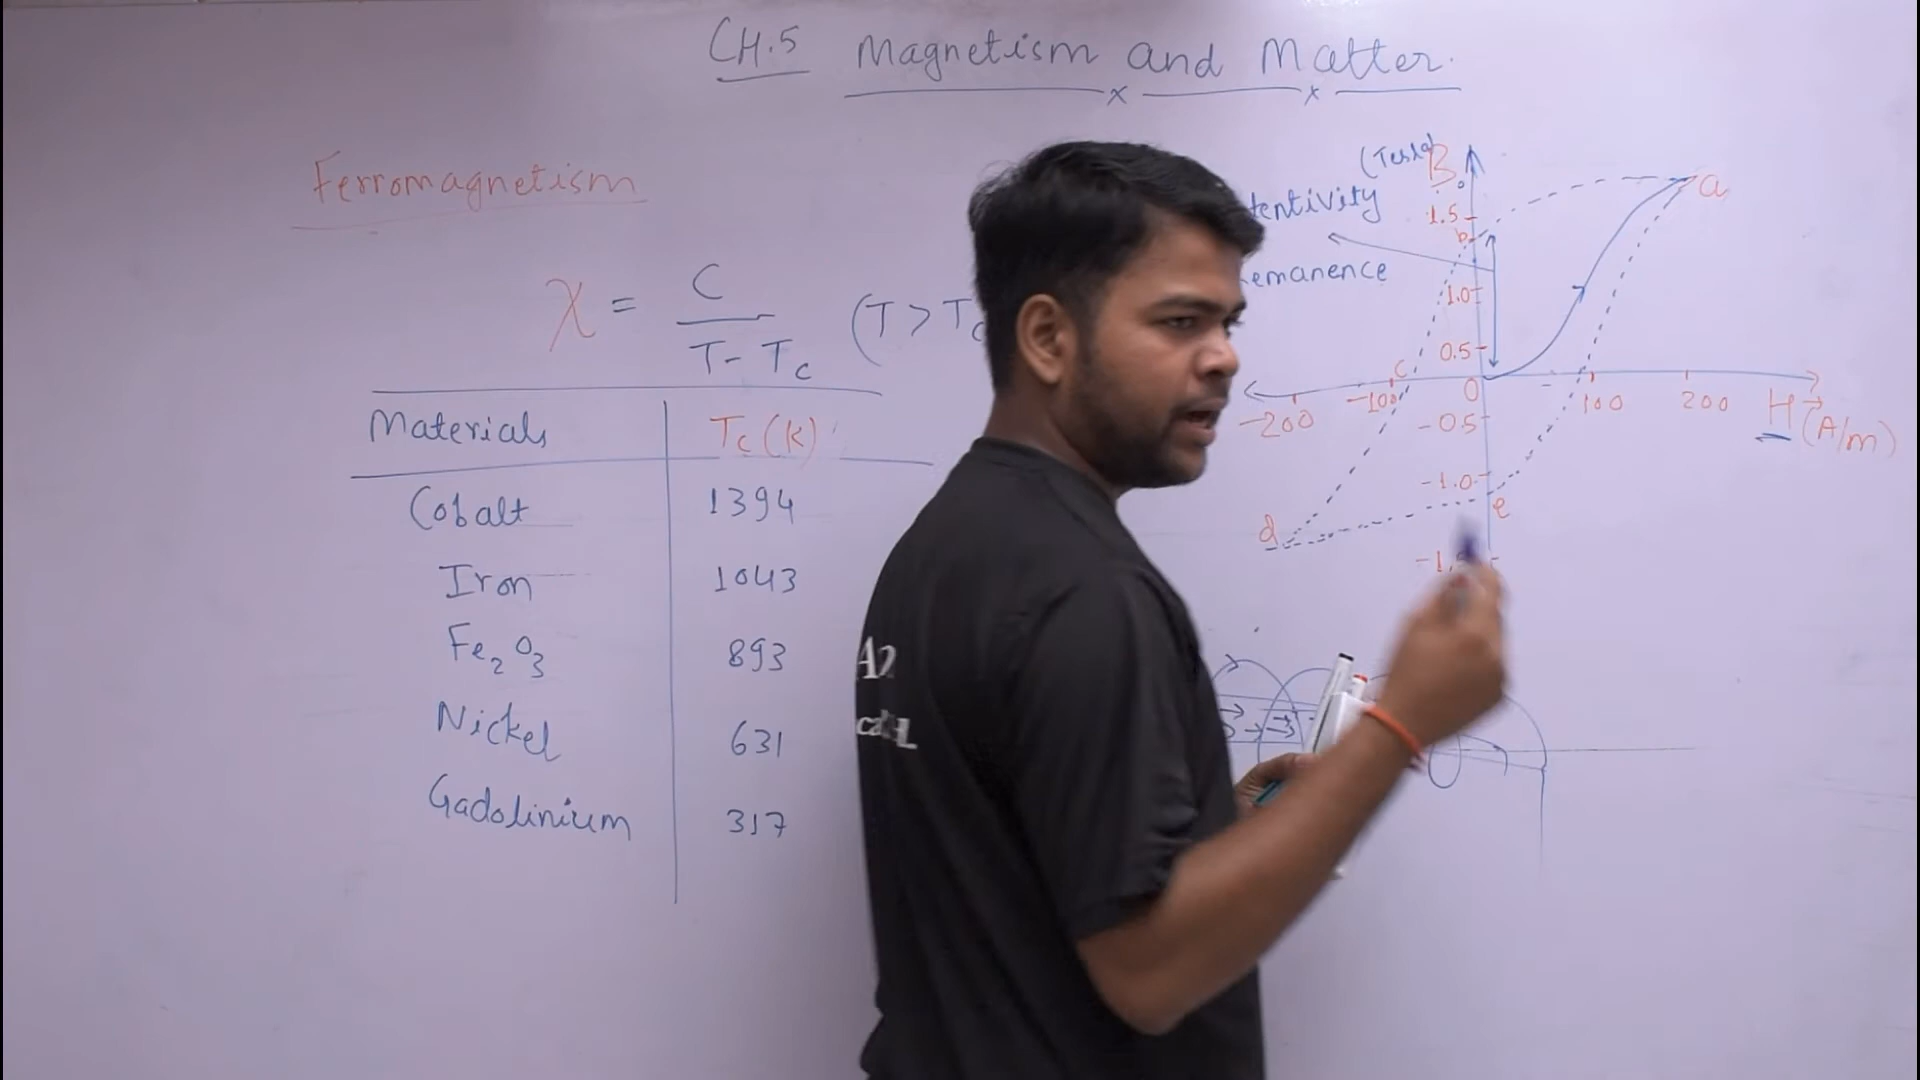 CH.5 Magnetism and Matter.
Ferromagnetism
χ = C / T - Tc (T > Tc
Materials Tc (K)
Cobalt 1394
Iron 1043
Fe2O3 893
Nickel 631
Gadolinium 317
(Tesla) B
a
tentivity
1.5
b
emanence
1.0
0.5
c
-200 -100 0 100 200 H (A/m)
-0.5
-1.0
e
d